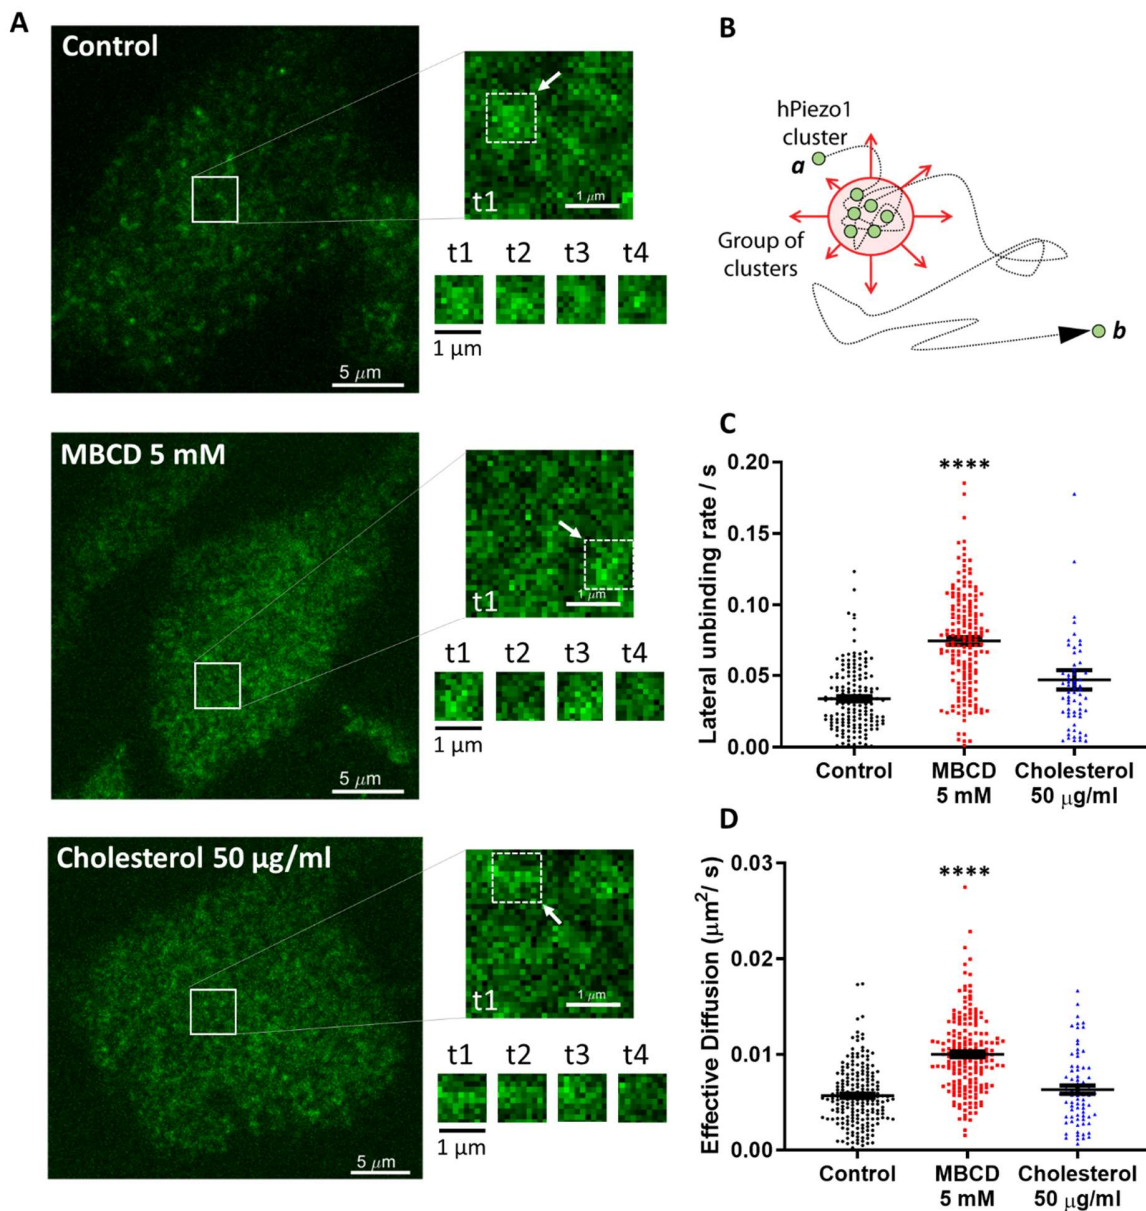 A
Control
t1
1 μm
t1 t2 t3 t4
1 μm
5 μm
MBCD 5 mM
t1
1 μm
t1 t2 t3 t4
1 μm
5 μm
Cholesterol 50 μg/ml
t1
1 μm
t1 t2 t3 t4
1 μm
5 μm
B
hPiezo1
cluster
a
Group of
clusters
b
C
Lateral unbinding rate / s
0.20
0.15
0.10
0.05
0.00
****
Control
MBCD
5 mM
Cholesterol
50 μg/ml
D
Effective Diffusion (μm²/ s)
0.03
0.02
0.01
0.00
****
Control
MBCD
5 mM
Cholesterol
50 μg/ml